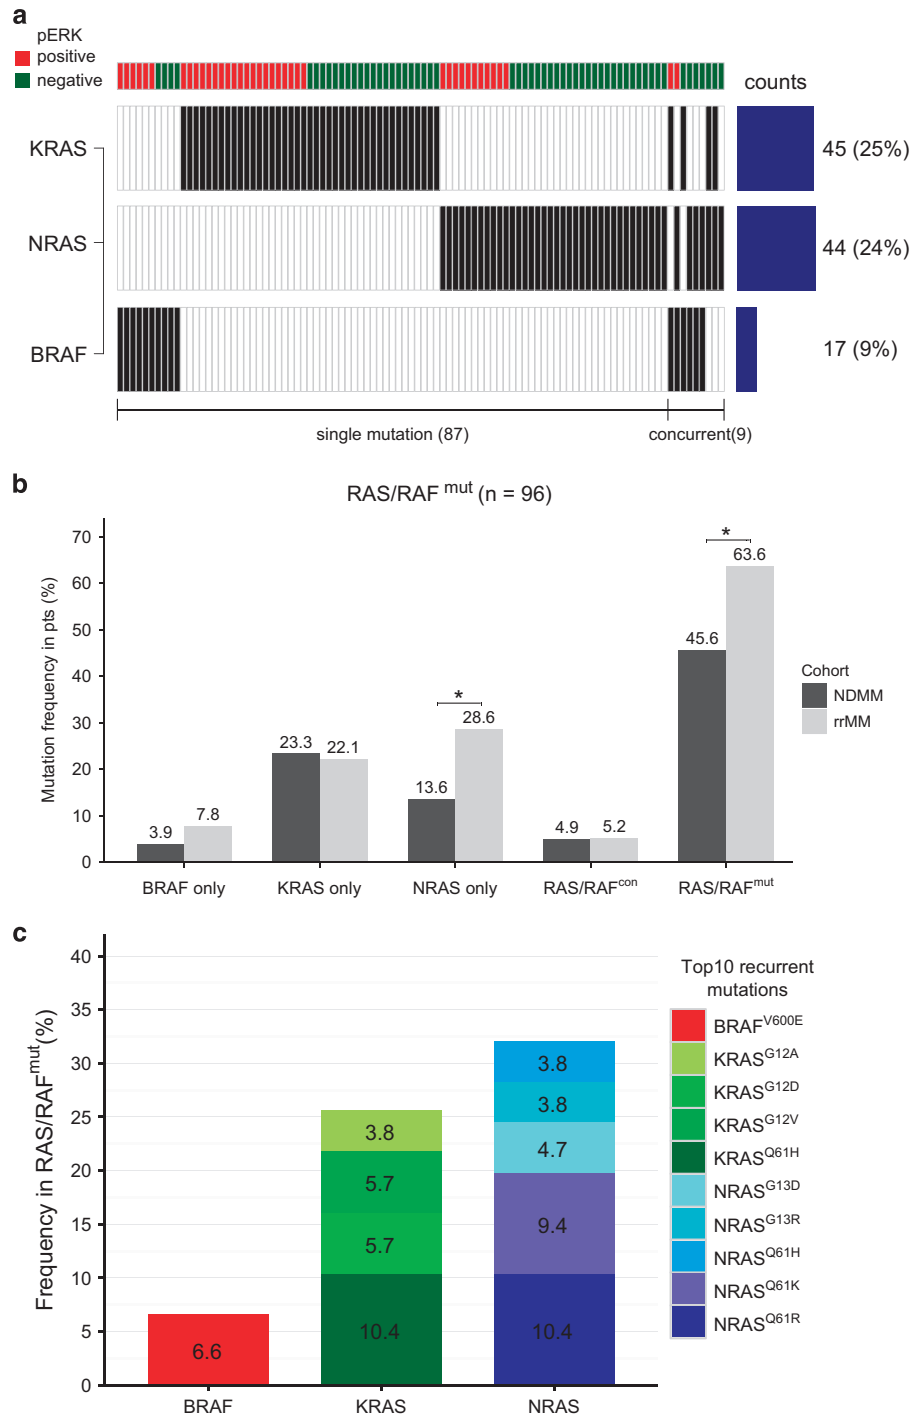 a
pERK
positive
negative
counts
KRAS
45 (25%)
NRAS
44 (24%)
BRAF
17 (9%)
single mutation (87)
concurrent(9)
b
RAS/RAF mut (n = 96)
Mutation frequency in pts (%)
70
60
50
40
30
20
10
0
3.9
7.8
23.3
22.1
13.6
28.6
*
4.9
5.2
45.6
63.6
*
BRAF only
KRAS only
NRAS only
RAS/RAFcon
RAS/RAFmut
Cohort
NDMM
rrMM
c
Frequency in RAS/RAFmut(%)
40
35
30
25
20
15
10
5
0
6.6
3.8
5.7
5.7
10.4
3.8
3.8
4.7
9.4
10.4
BRAF
KRAS
NRAS
Top10 recurrent
mutations
BRAFV600E
KRASG12A
KRASG12D
KRASG12V
KRASQ61H
NRASG13D
NRASG13R
NRASQ61H
NRASQ61K
NRASQ61R